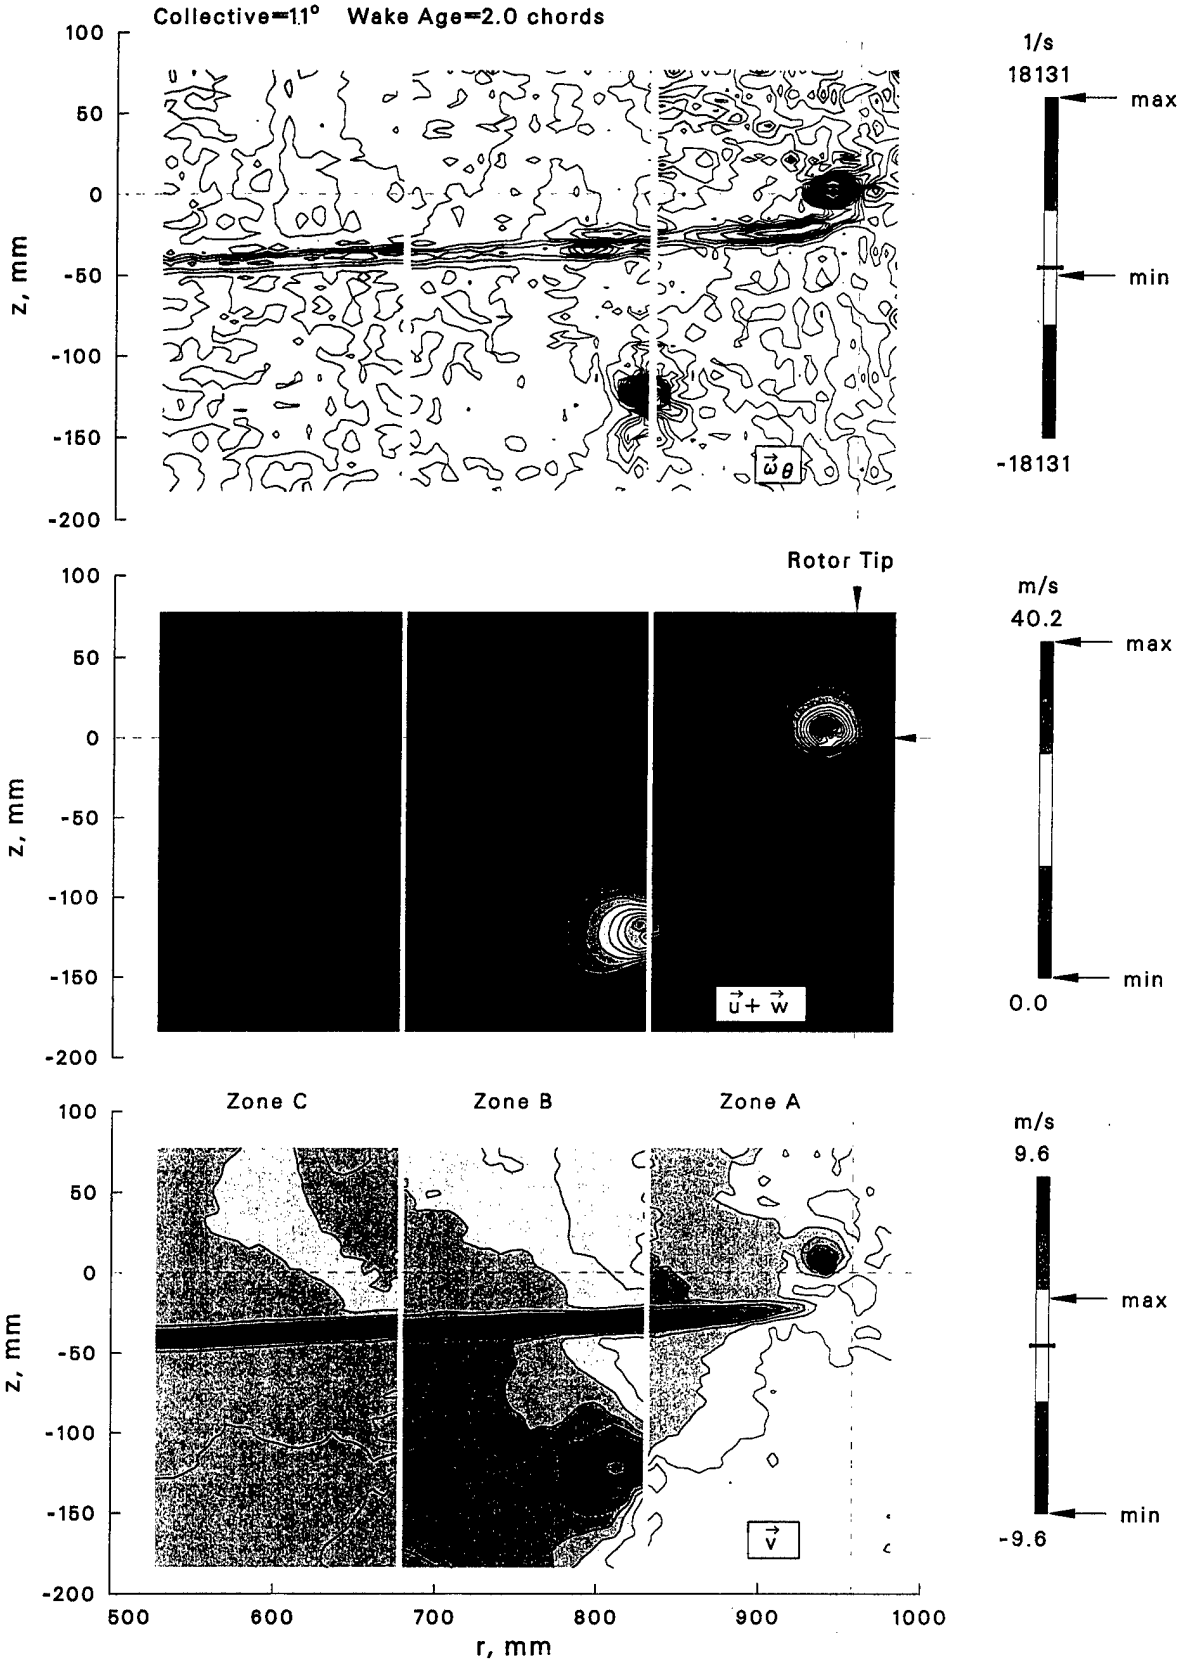 Collective=11° Wake Age=2.0 chords
100
50
0
-50
-100
-150
-200
z, mm
1/s
18131
max
min
-18131
ω⃗θ
Rotor Tip
100
50
0
-50
-100
-150
-200
z, mm
m/s
40.2
max
min
0.0
u⃗ + w⃗
Zone C Zone B Zone A
100
50
0
-50
-100
-150
-200
z, mm
m/s
9.6
max
min
-9.6
v⃗
500 600 700 800 900 1000
r, mm